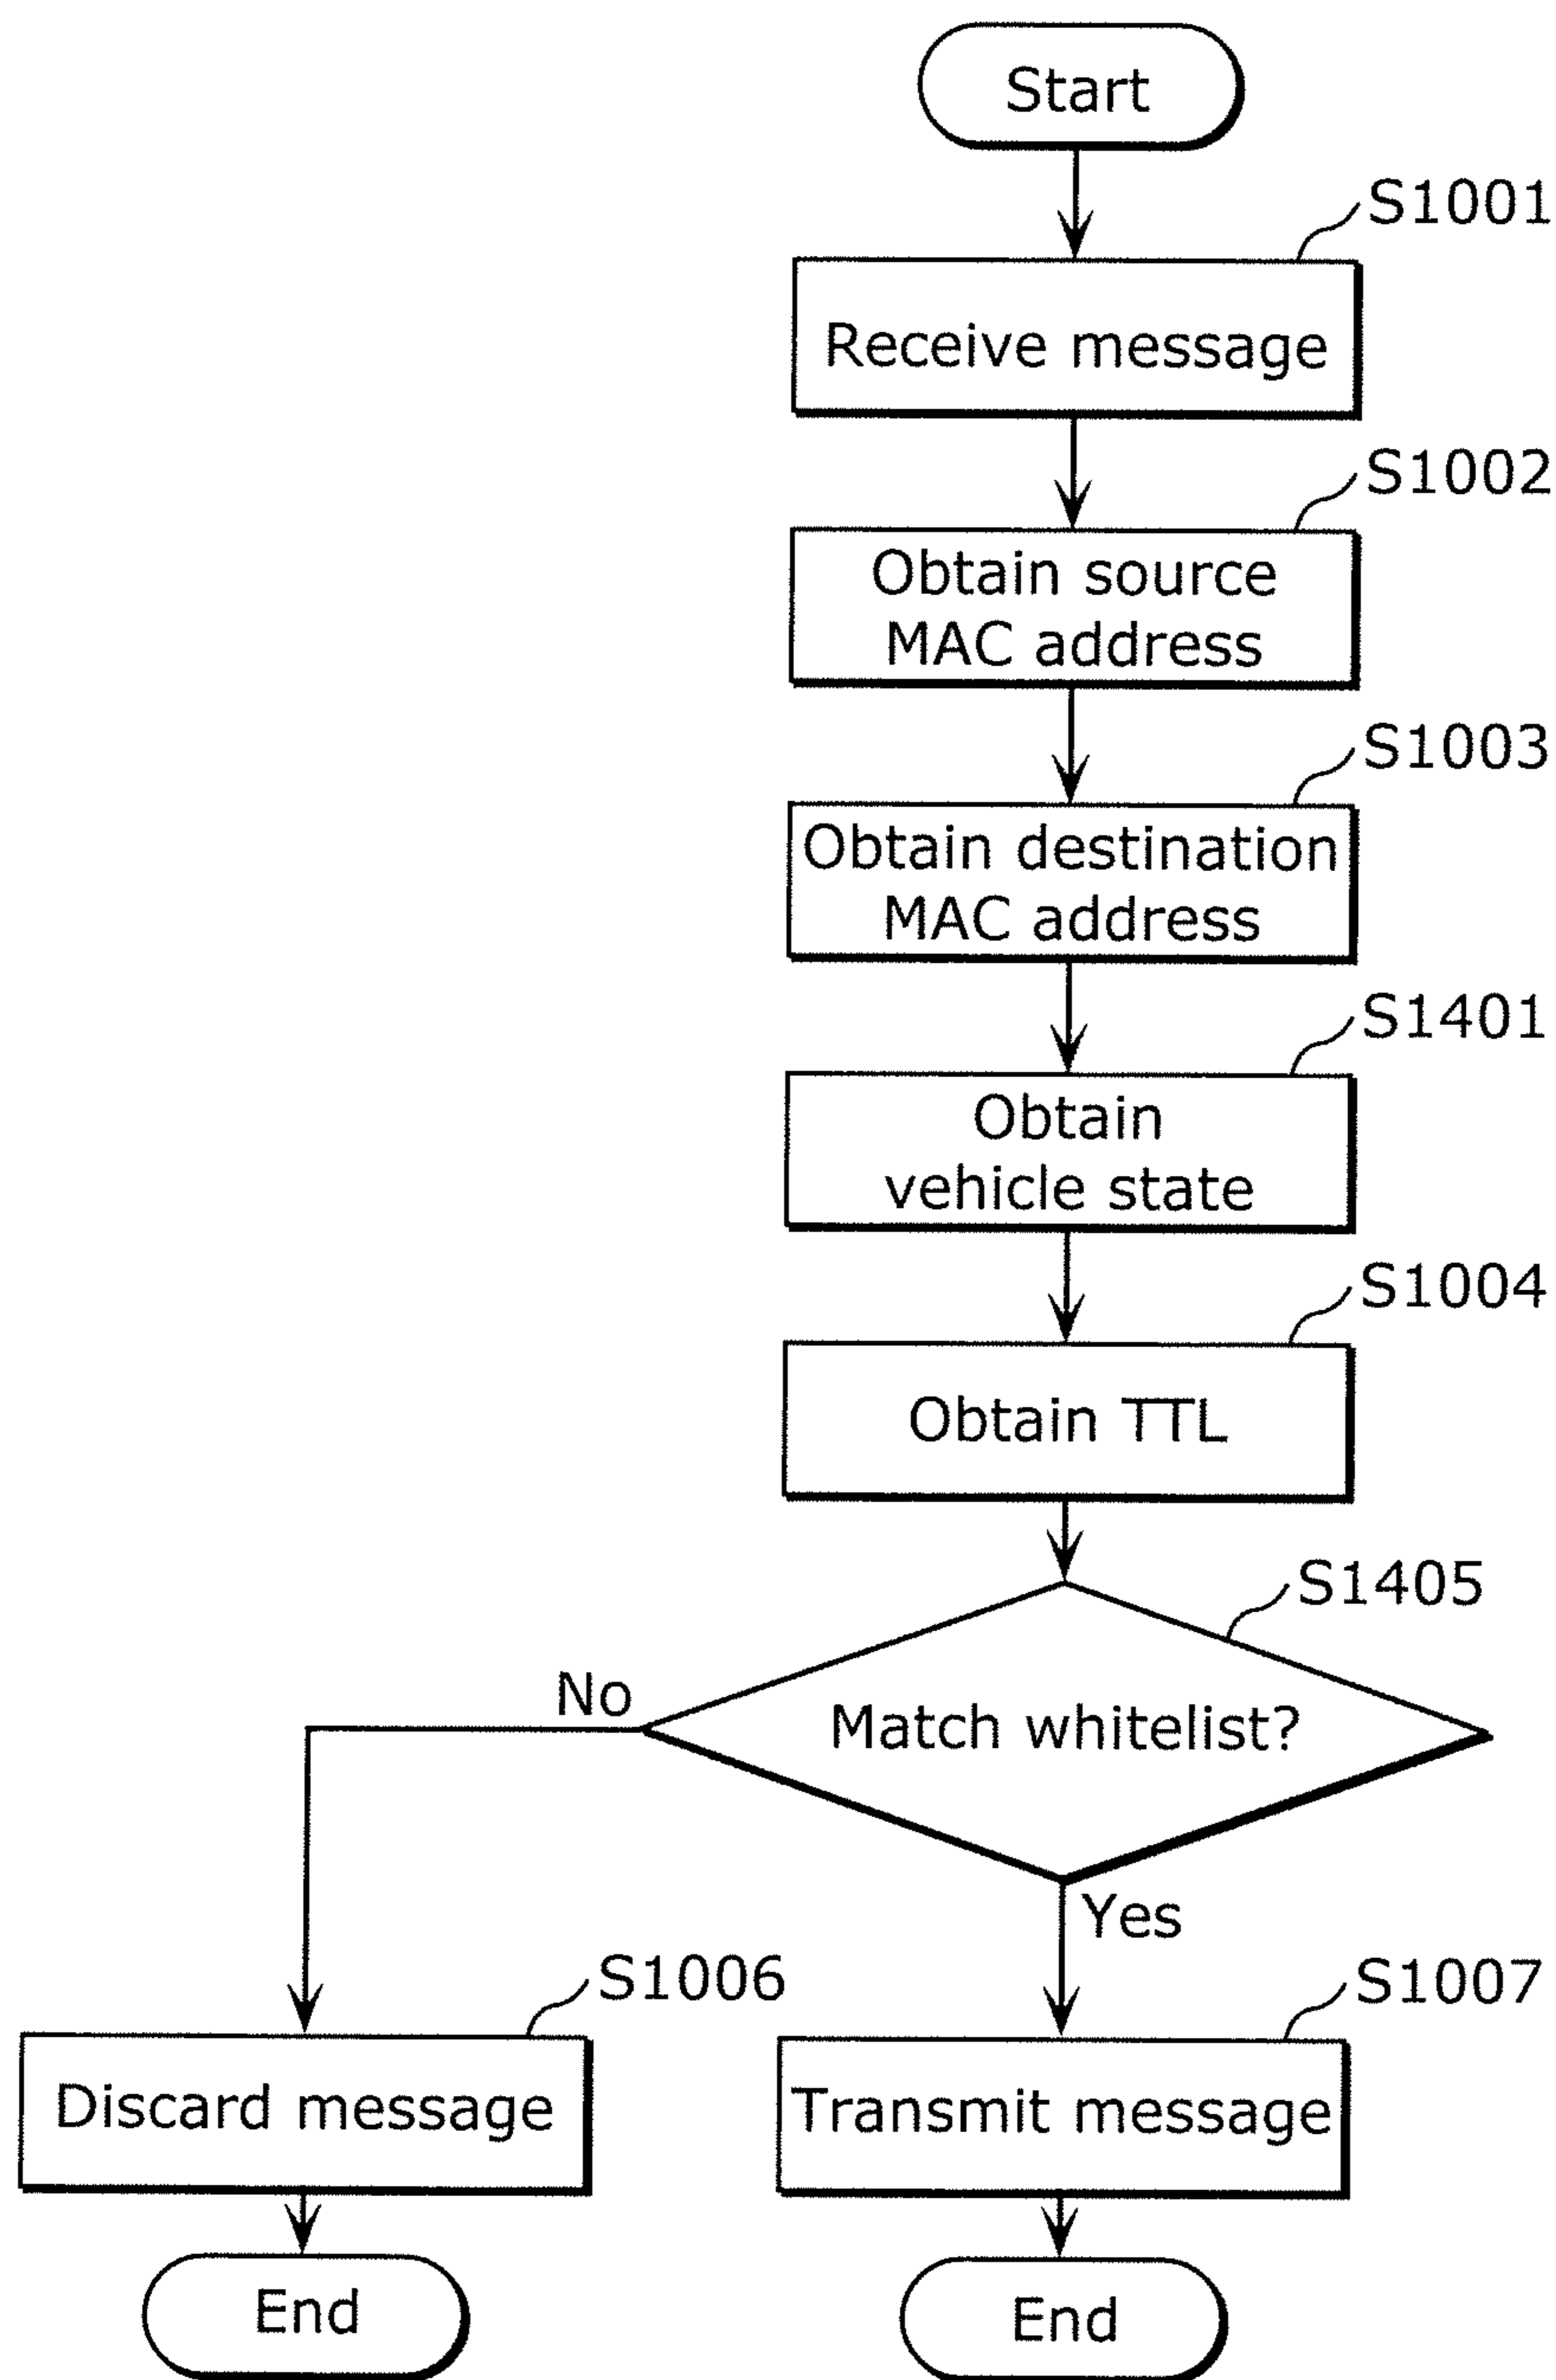 Start
S1001
Receive message
S1002
Obtain source
MAC address
S1003
Obtain destination
MAC address
S1401
Obtain
vehicle state
S1004
Obtain TTL
S1405
Match whitelist?
No
Yes
S1006
Discard message
S1007
Transmit message
End
End